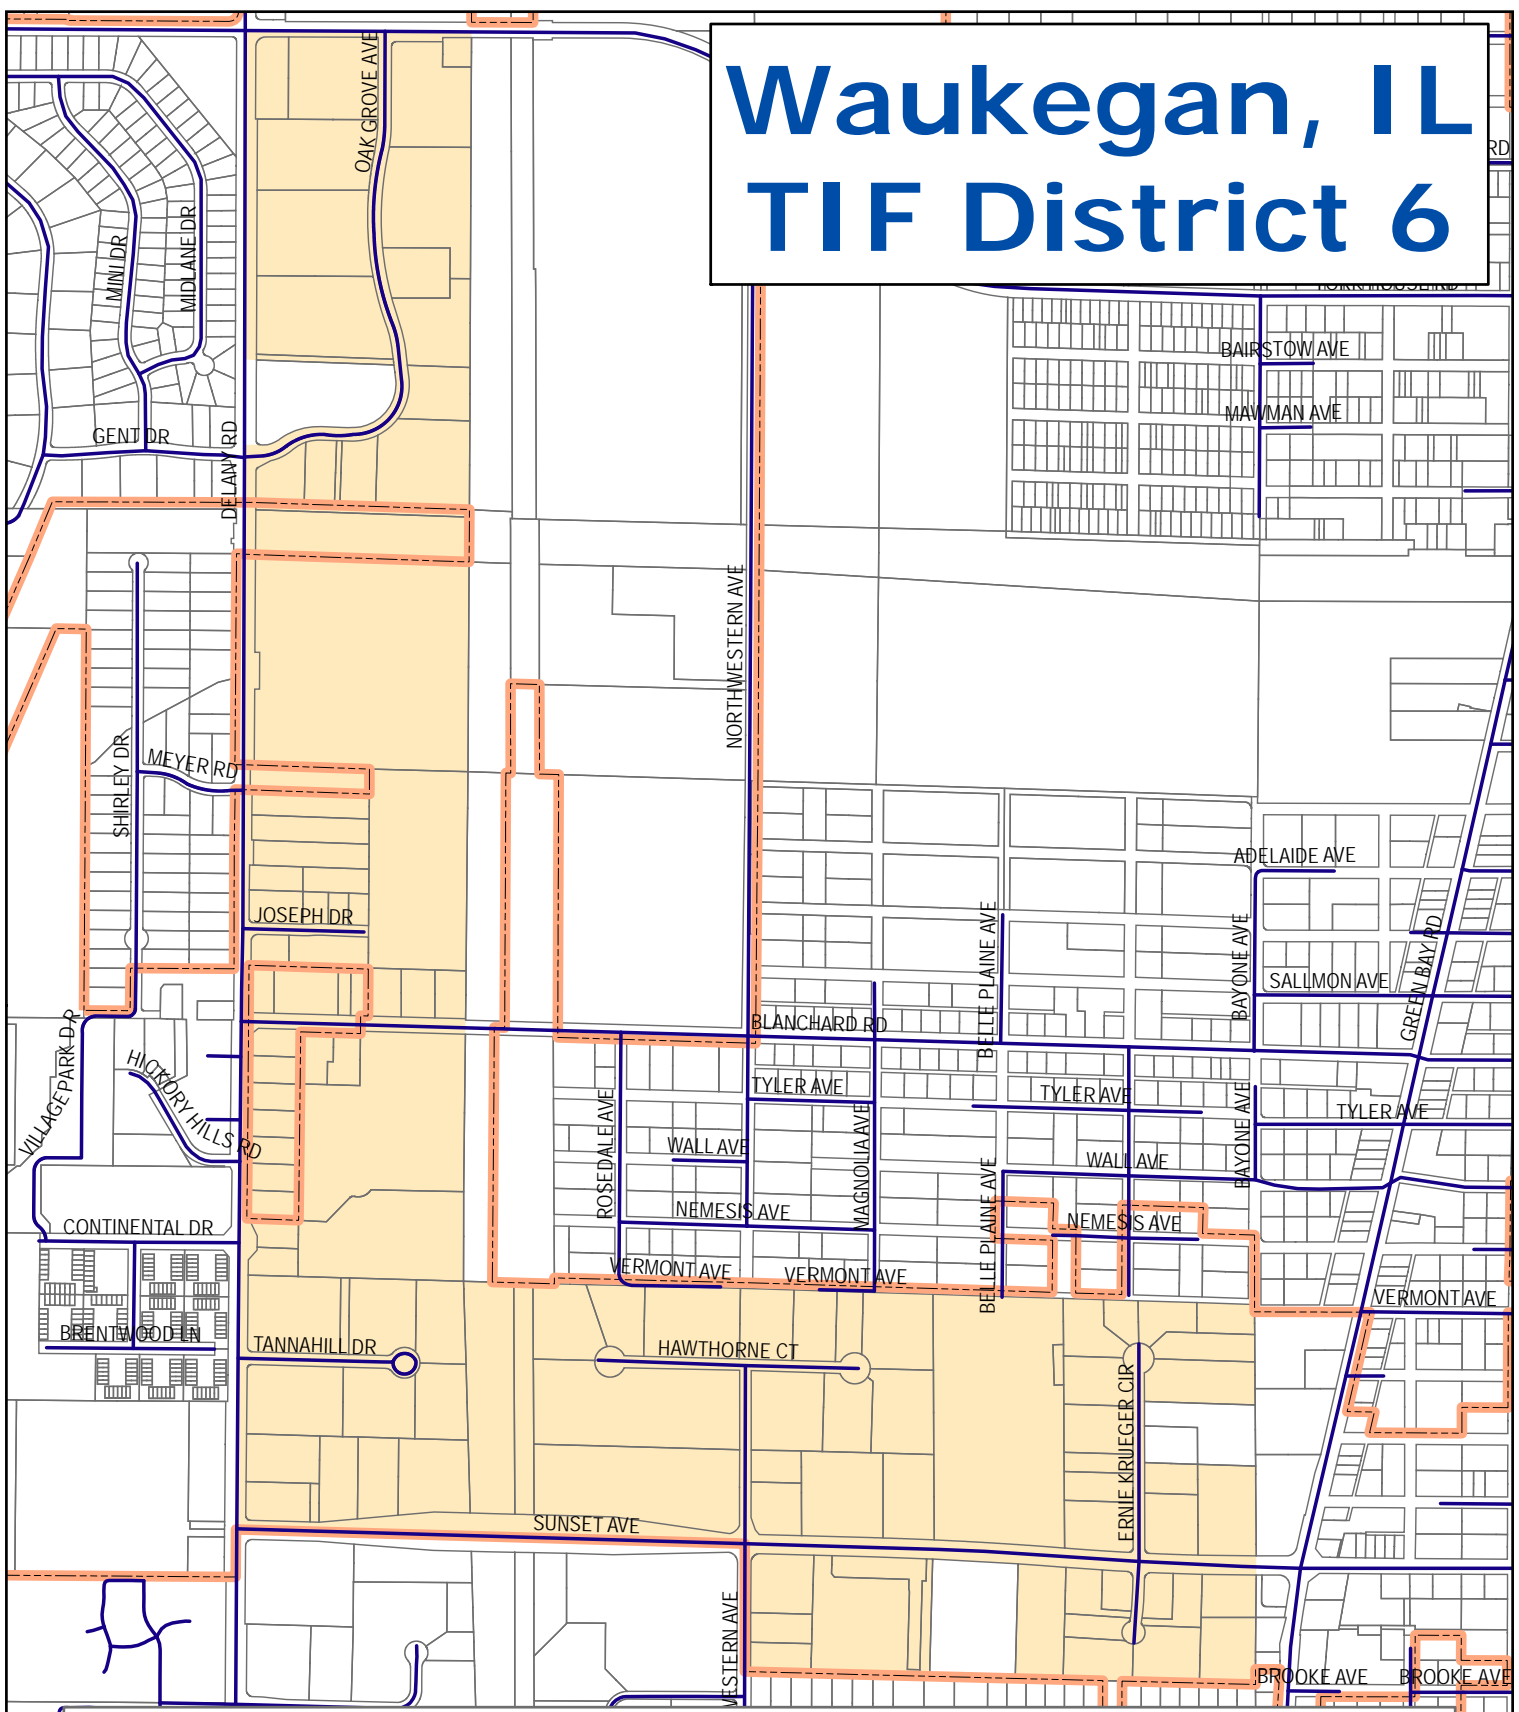 Waukegan, IL
TIF District 6
OAK GROVE AVE
RD
MINI DR
MIDLANE DR
BAIRSTOW AVE
MAWMAN AVE
GENT DR
DELANY RD
NORTHWESTERN AVE
SHIRLEY DR
MEYER RD
ADELAIDE AVE
JOSEPH DR
BELLE PLAINE AVE
BAYONE AVE
GREEN BAY RD
SALLMON AVE
BLANCHARD RD
VILLAGE PARK DR
HICKORY HILLS RD
TYLER AVE
TYLER AVE
TYLER AVE
ROSEDALE AVE
WALL AVE
MAGNOLIA AVE
WALL AVE
BAYONE AVE
BELLE PLAINE AVE
NEMESIS AVE
NEMESIS AVE
CONTINENTAL DR
VERMONT AVE
VERMONT AVE
VERMONT AVE
BRENTWOOD LN
TANNAHILL DR
HAWTHORNE CT
ERNIE KRUEGER CIR
SUNSET AVE
BROOKE AVE
BROOKE AVE